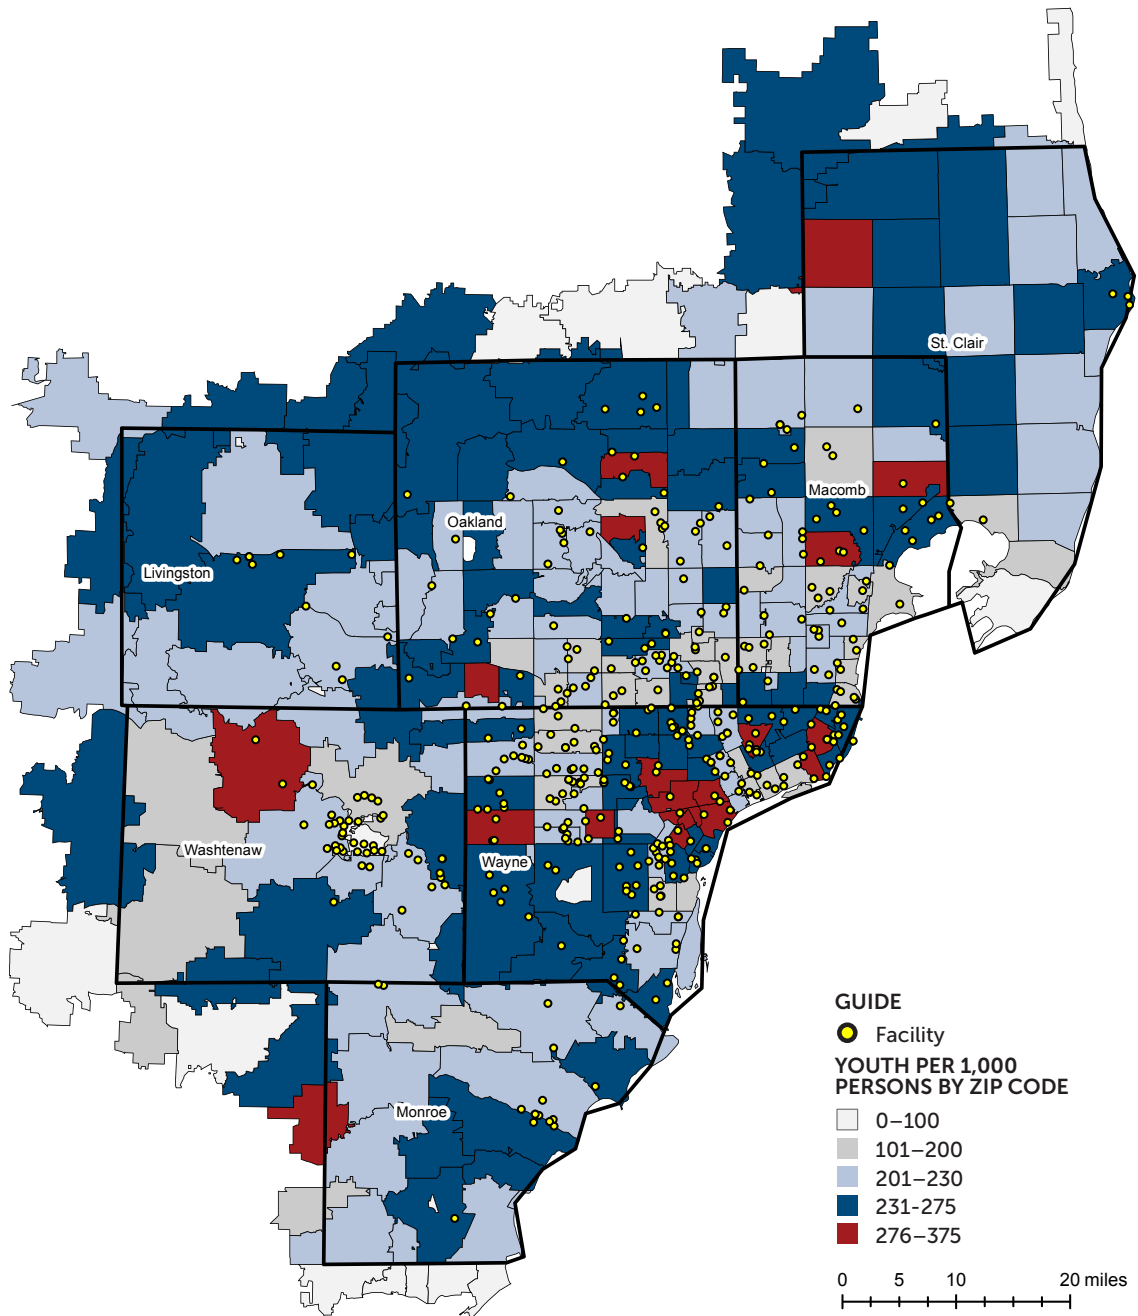 St. Clair
Macomb
Oakland
Livingston
Washtenaw
Wayne
Monroe
GUIDE
Facility
YOUTH PER 1,000
PERSONS BY ZIP CODE
0–100
101–200
201–230
231-275
276–375
0 5 10 20 miles